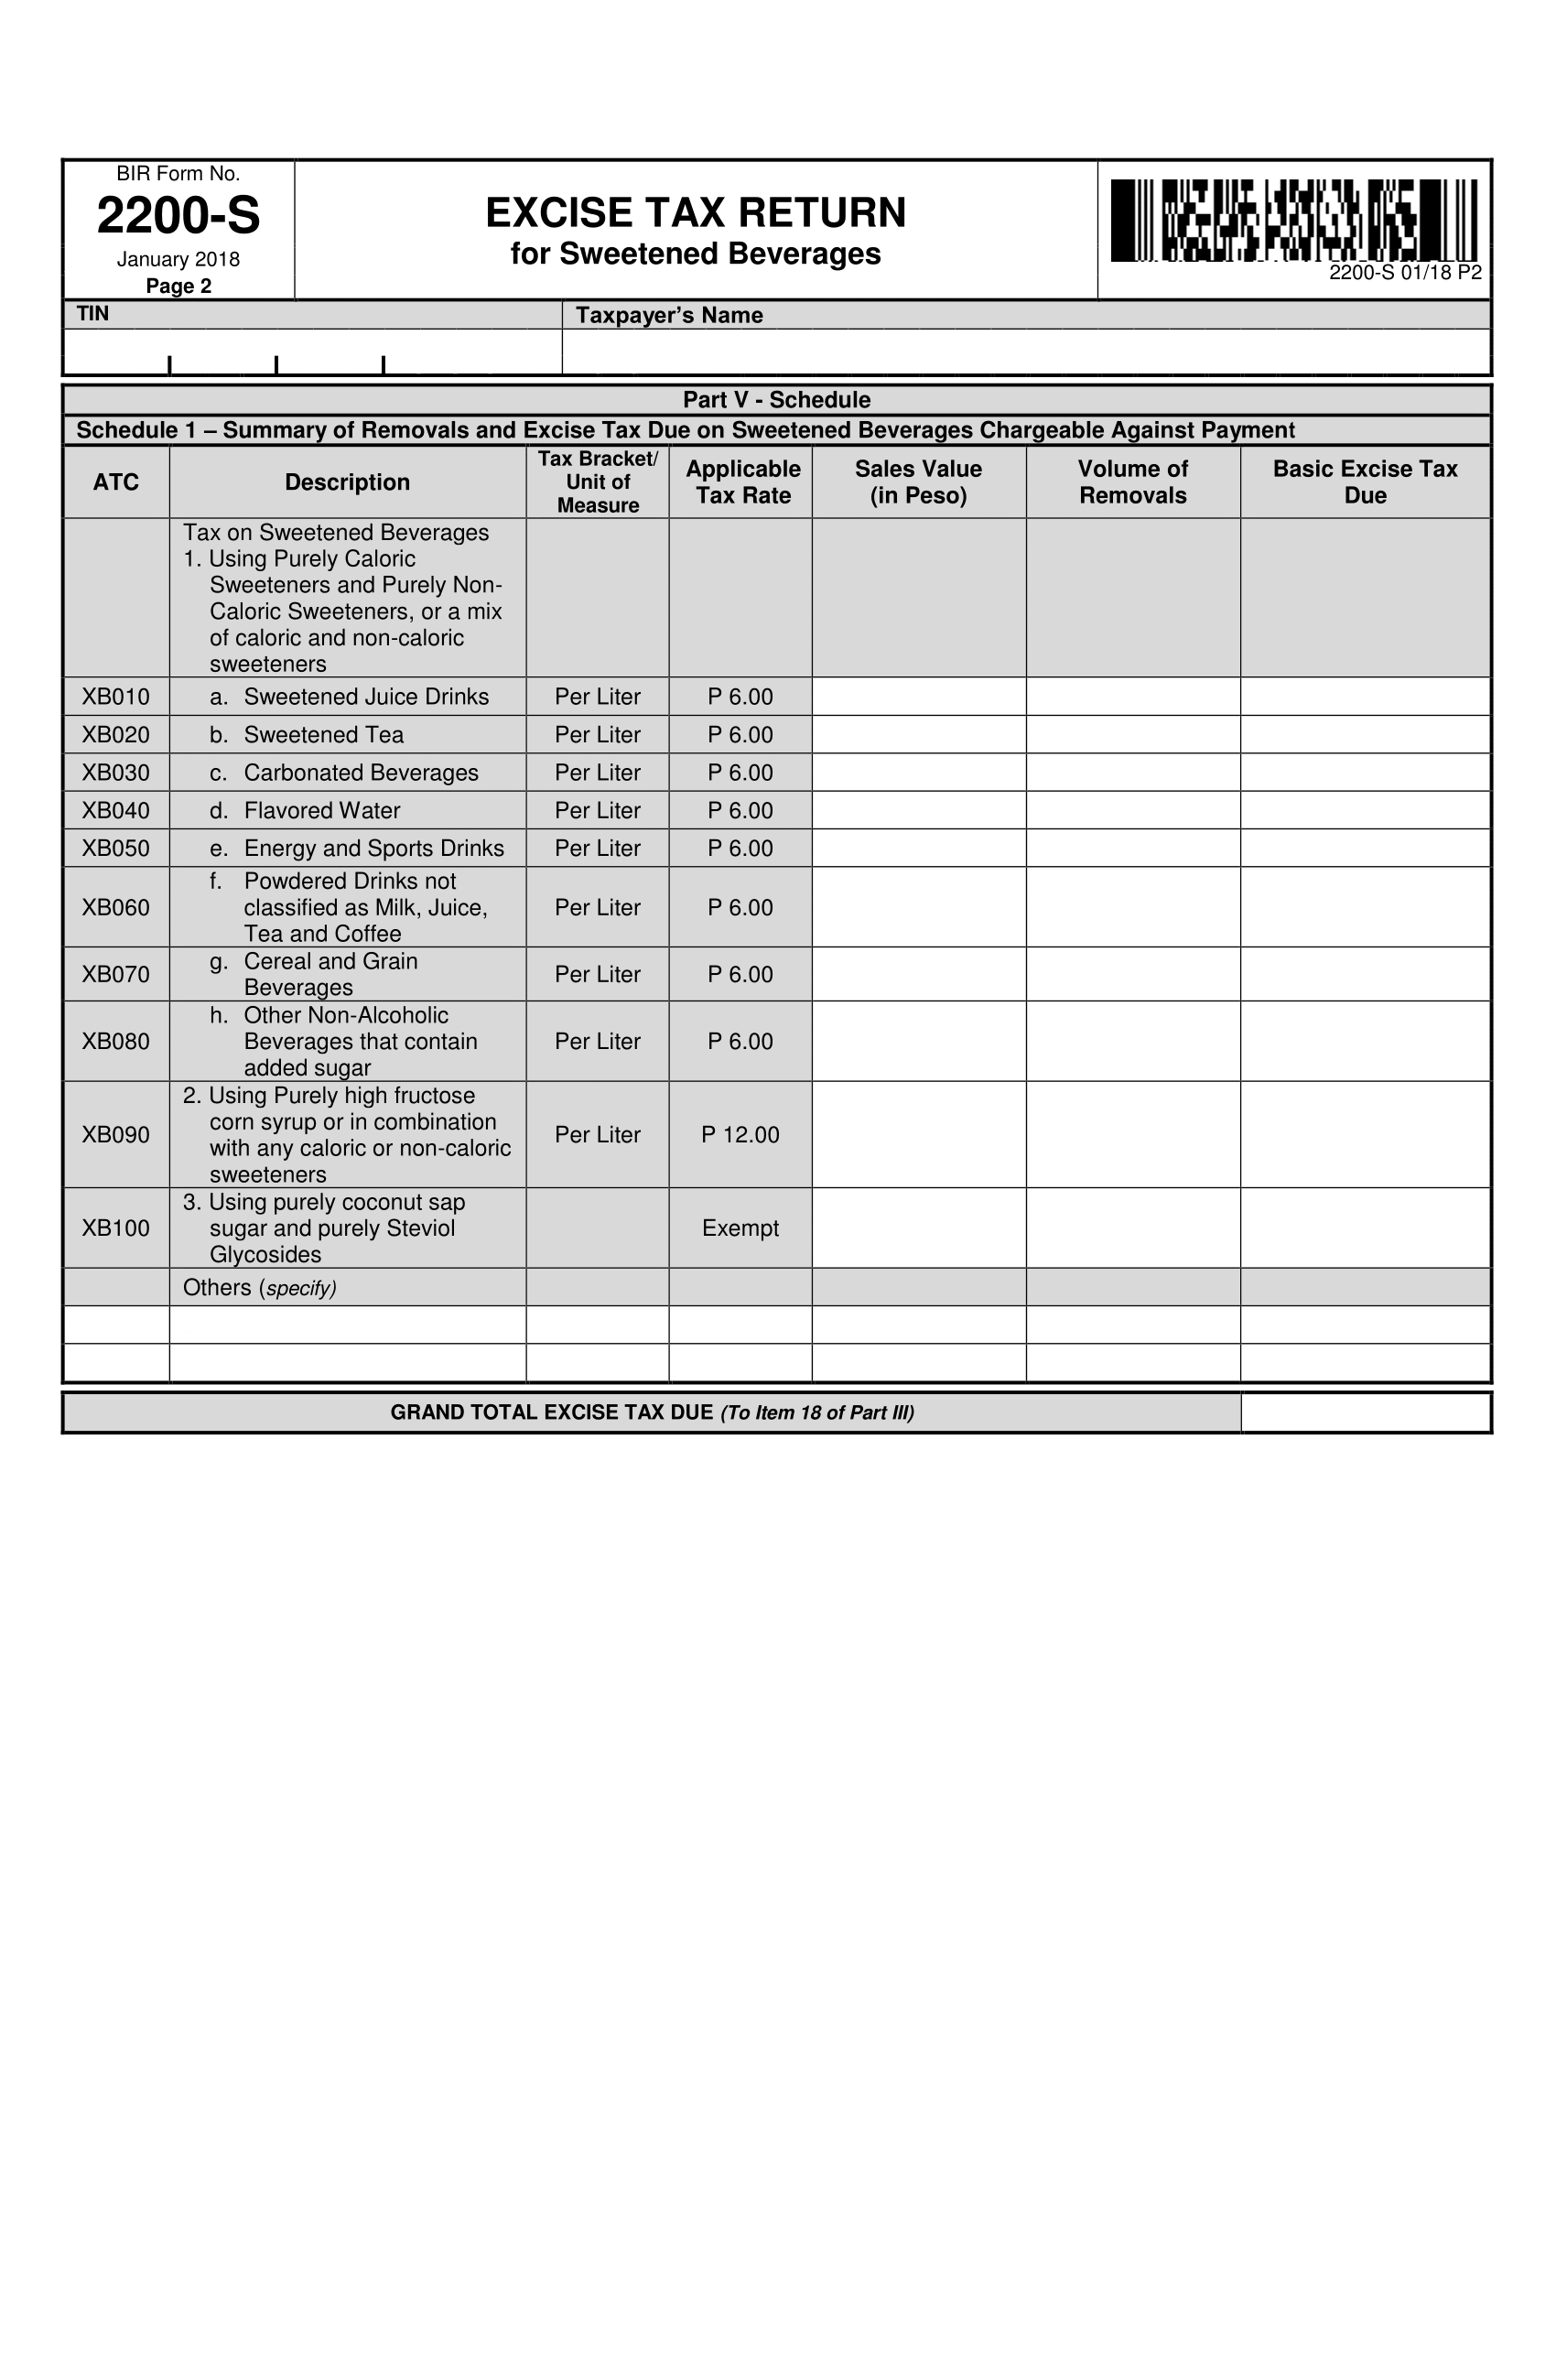 BIR Form No.
2200-S
January 2018
Page 2
EXCISE TAX RETURN
for Sweetened Beverages
2200-S 01/18 P2
TIN
Taxpayer's Name
Part V - Schedule
Schedule 1 – Summary of Removals and Excise Tax Due on Sweetened Beverages Chargeable Against Payment
ATC
Description
Tax Bracket/
Unit of
Measure
Applicable
Tax Rate
Sales Value
(in Peso)
Volume of
Removals
Basic Excise Tax
Due
Tax on Sweetened Beverages
1. Using Purely Caloric
Sweeteners and Purely Non-
Caloric Sweeteners, or a mix
of caloric and non-caloric
sweeteners
XB010 a. Sweetened Juice Drinks Per Liter P 6.00
XB020 b. Sweetened Tea Per Liter P 6.00
XB030 c. Carbonated Beverages Per Liter P 6.00
XB040 d. Flavored Water Per Liter P 6.00
XB050 e. Energy and Sports Drinks Per Liter P 6.00
XB060
f. Powdered Drinks not
classified as Milk, Juice,
Tea and Coffee
Per Liter P 6.00
XB070
g. Cereal and Grain
Beverages
Per Liter P 6.00
XB080
h. Other Non-Alcoholic
Beverages that contain
added sugar
Per Liter P 6.00
XB090
2. Using Purely high fructose
corn syrup or in combination
with any caloric or non-caloric
sweeteners
Per Liter P 12.00
XB100
3. Using purely coconut sap
sugar and purely Steviol
Glycosides
Exempt
Others (specify)
GRAND TOTAL EXCISE TAX DUE (To Item 18 of Part III)